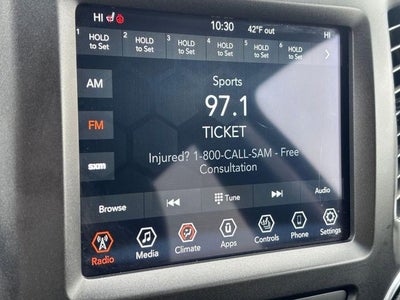 HI 10:30 42°F out HI
1 HOLD to Set 2 HOLD to Set 3 HOLD to Set 4 HOLD to Set 5 HOLD to Set 6 HOLD to Set
AM
FM
sxm
Sports
97.1
TICKET
Injured? 1-800-CALL-SAM - Free
Consultation
Browse Tune Audio
Radio Media Climate Apps Controls Phone Settings